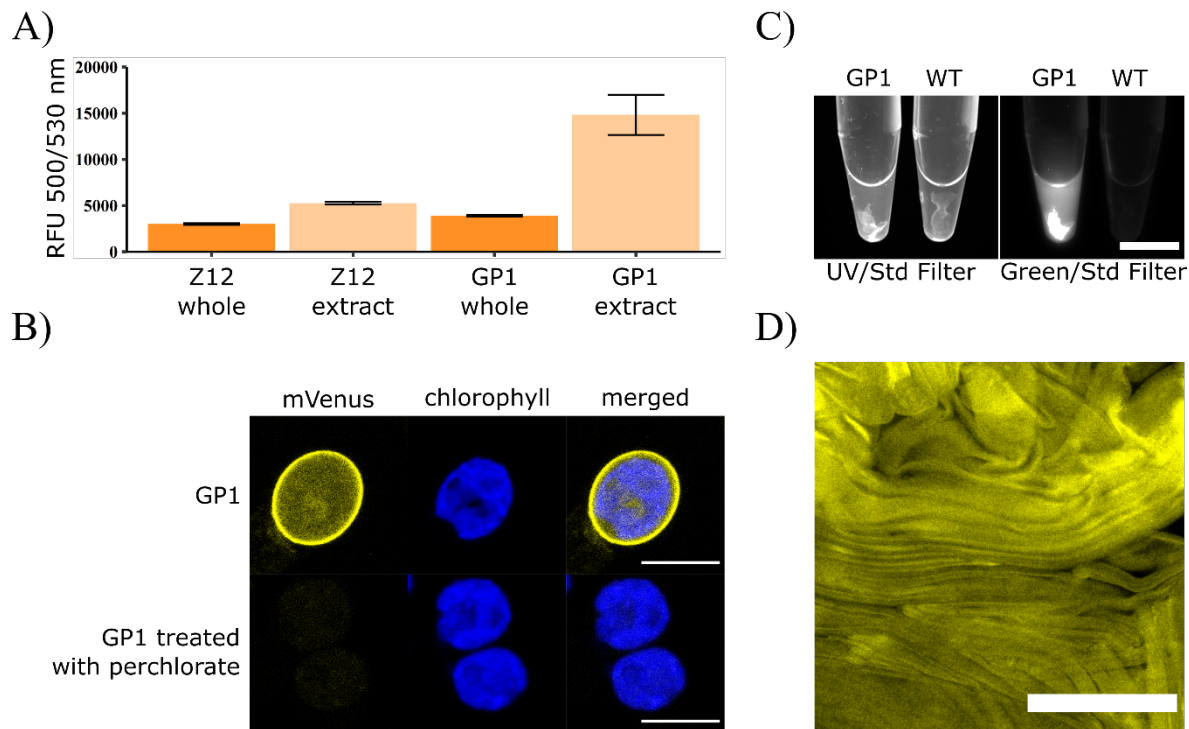 A)
RFU 500/530 nm
20000
15000
10000
5000
0
Z12 whole
Z12 extract
GP1 whole
GP1 extract
B)
mVenus chlorophyll merged
GP1
GP1 treated
with perchlorate
C)
GP1 WT GP1 WT
UV/Std Filter Green/Std Filter
D)